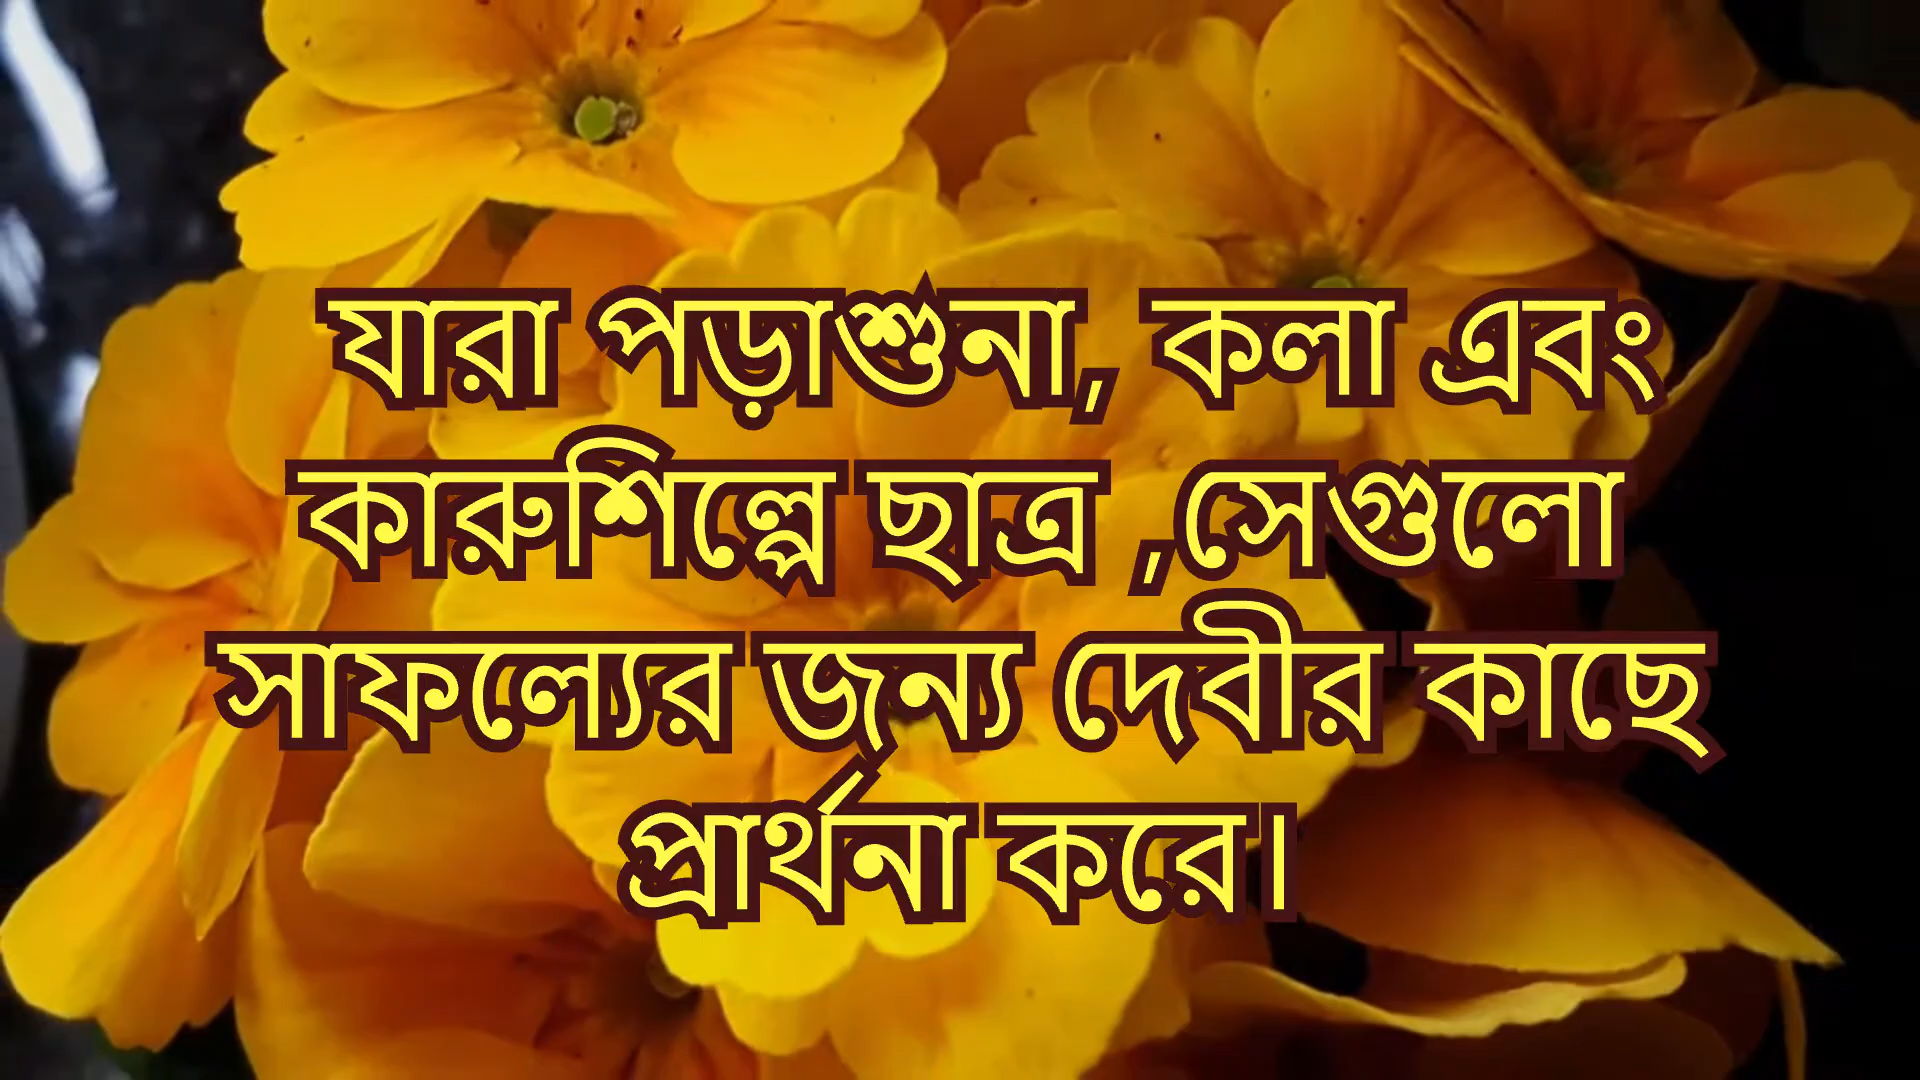 যারা পড়াশুনা, কলা এবং
কারুশিল্পে ছাত্র ,সেগুলো
সাফল্যের জন্য দেবীর কাছে
প্রার্থনা করে।